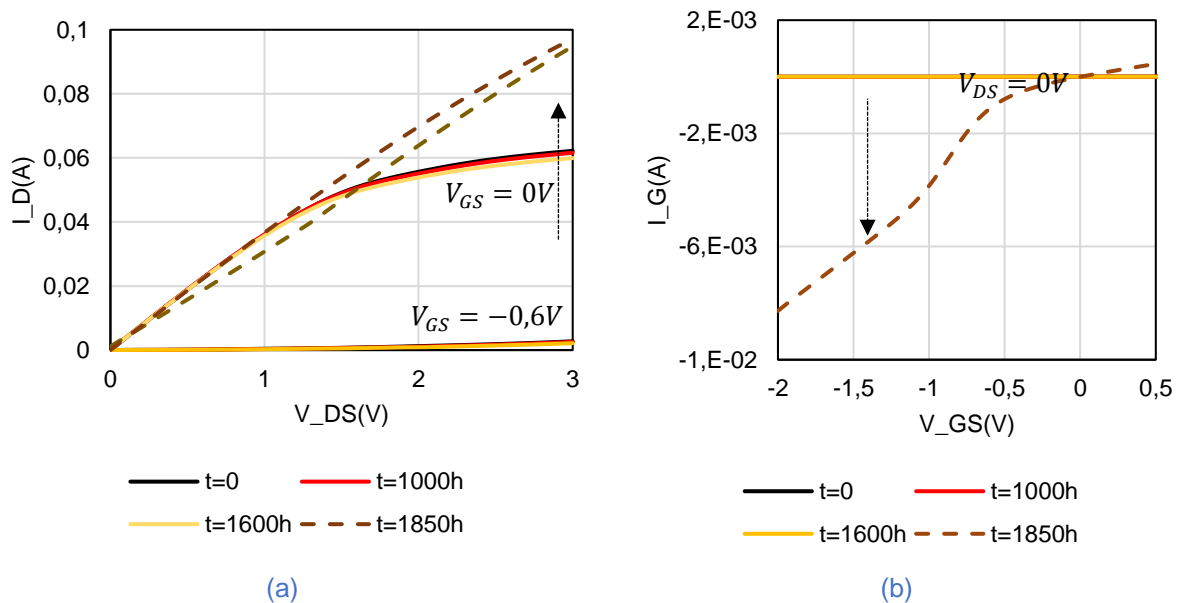 0,1
0,08
0,06
0,04
0,02
0
I_D(A)
V_GS = 0V
V_GS = −0,6V
0 1 2 3
V_DS(V)
t=0 t=1000h
t=1600h t=1850h
(a)
2,E-03
-2,E-03
-6,E-03
-1,E-02
I_G(A)
V_DS = 0V
-2 -1,5 -1 -0,5 0 0,5
V_GS(V)
t=0 t=1000h
t=1600h t=1850h
(b)